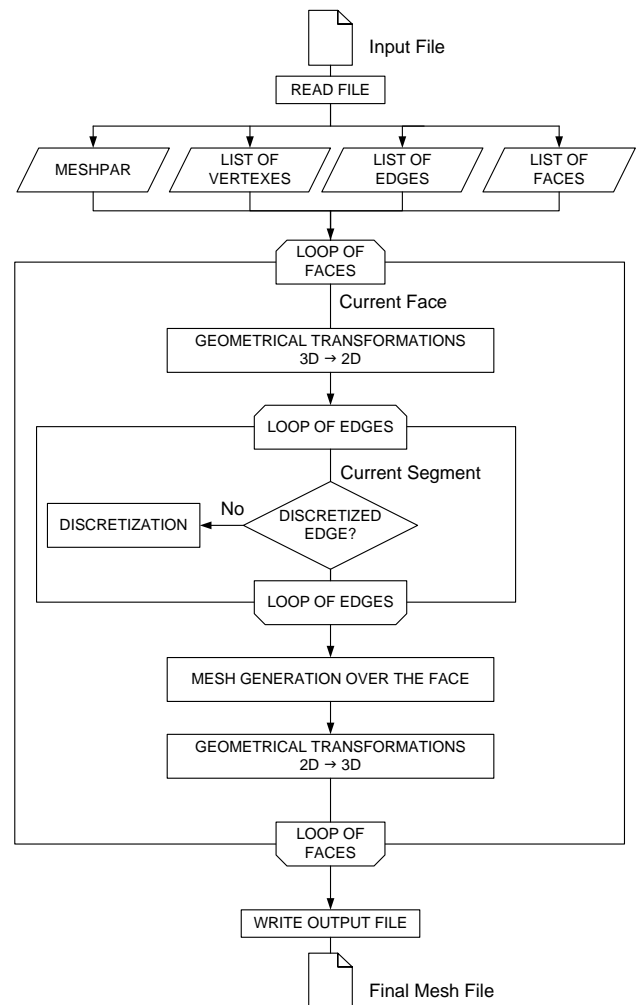 Input File
READ FILE
MESHPAR
LIST OF
VERTEXES
LIST OF
EDGES
LIST OF
FACES
LOOP OF
FACES
Current Face
GEOMETRICAL TRANSFORMATIONS
3D → 2D
LOOP OF EDGES
Current Segment
No
DISCRETIZATION
DISCRETIZED
EDGE?
LOOP OF EDGES
MESH GENERATION OVER THE FACE
GEOMETRICAL TRANSFORMATIONS
2D → 3D
LOOP OF
FACES
WRITE OUTPUT FILE
Final Mesh File